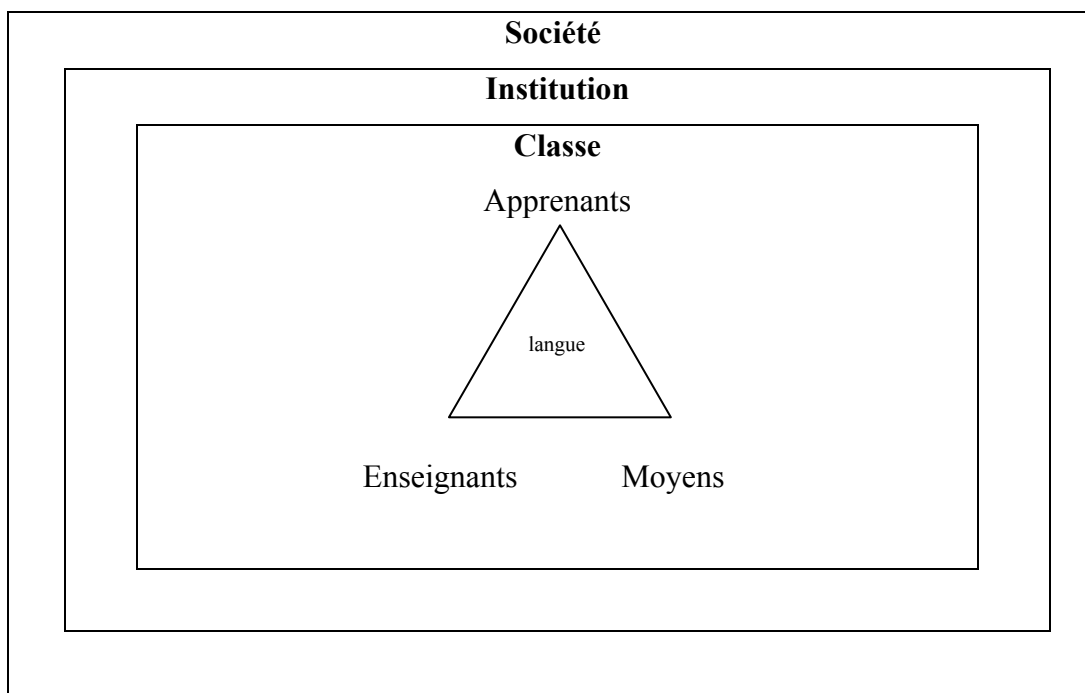 Société
Institution
Classe
Apprenants
langue
Enseignants Moyens